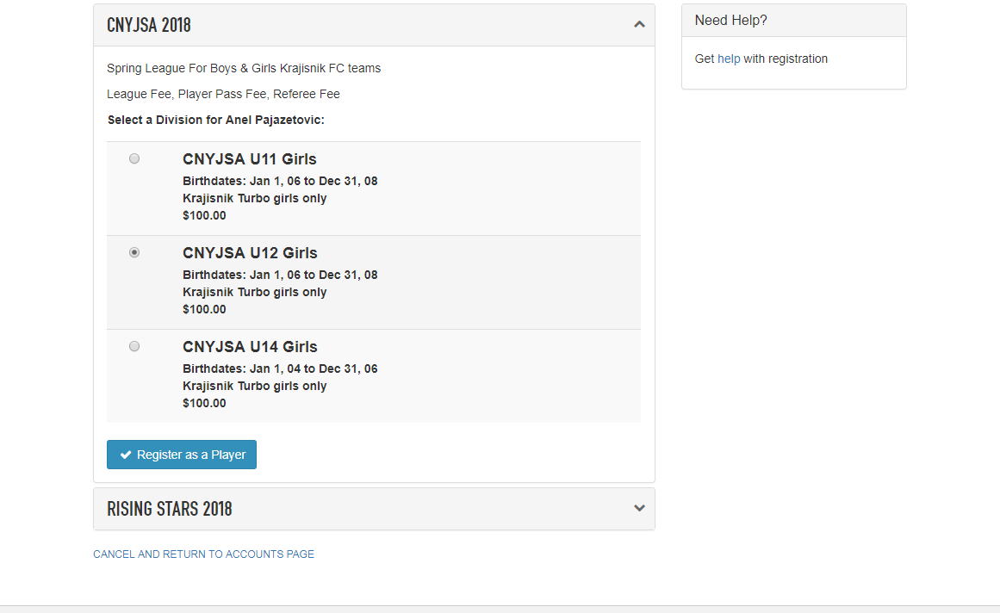 CNYJSA 2018
Spring League For Boys & Girls Krajisnik FC teams
League Fee, Player Pass Fee, Referee Fee
Select a Division for Anel Pajazetovic:
CNYJSA U11 Girls
Birthdates: Jan 1, 06 to Dec 31, 08
Krajisnik Turbo girls only
$100.00
CNYJSA U12 Girls
Birthdates: Jan 1, 06 to Dec 31, 08
Krajisnik Turbo girls only
$100.00
CNYJSA U14 Girls
Birthdates: Jan 1, 04 to Dec 31, 06
Krajisnik Turbo girls only
$100.00
Register as a Player
RISING STARS 2018
CANCEL AND RETURN TO ACCOUNTS PAGE
Need Help?
Get help with registration